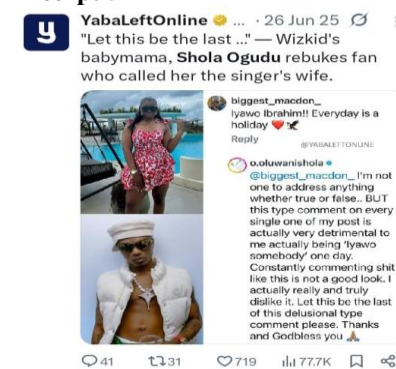 YabaLeftOnline ... · 26 Jun 25
"Let this be the last ..." — Wizkid's
babymama, Shola Ogudu rebukes fan
who called her the singer's wife.
biggest_macdon_
Iyawo Ibrahim!! Everyday is a
holiday
Reply
@YABALEFTONLINE
o.oluwanishola
@biggest_macdon_ I'm not
one to address anything
whether true or false.. BUT
this type comment on every
single one of my post is
actually very detrimental to
me actually being 'Iyawo
somebody' one day.
Constantly commenting shit
like this is not a good look. I
actually really and truly
dislike it. Let this be the last
of this delusional type
comment please. Thanks
and Godbless you 🙏🏽
41 31 719 77.7K